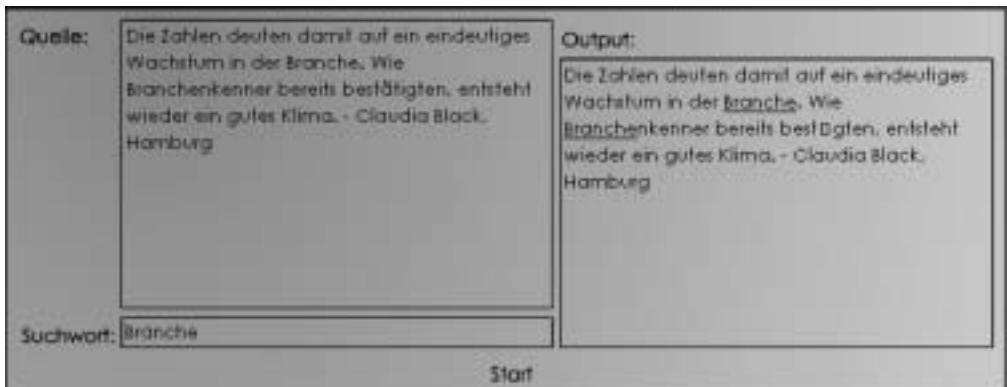 Quelle:
Die Zahlen deuten damit auf ein eindeutiges
Wachstum in der Branche. Wie
Branchenkenner bereits bestätigten, entsteht
wieder ein gutes Klima. - Claudia Black,
Hamburg
Suchwort:
Branche
Output:
Die Zahlen deuten damit auf ein eindeutiges
Wachstum in der Branche. Wie
Branchenkenner bereits best▯gten, entsteht
wieder ein gutes Klima. - Claudia Black,
Hamburg
Start